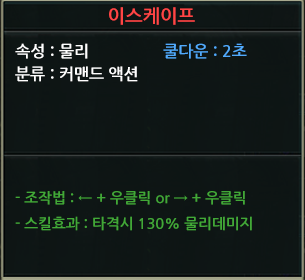 이스케이프
속성 : 물리 쿨다운 : 2초
분류 : 커맨드 액션
- 조작법 : ← + 우클릭 or → + 우클릭
- 스킬효과 : 타격시 130% 물리데미지